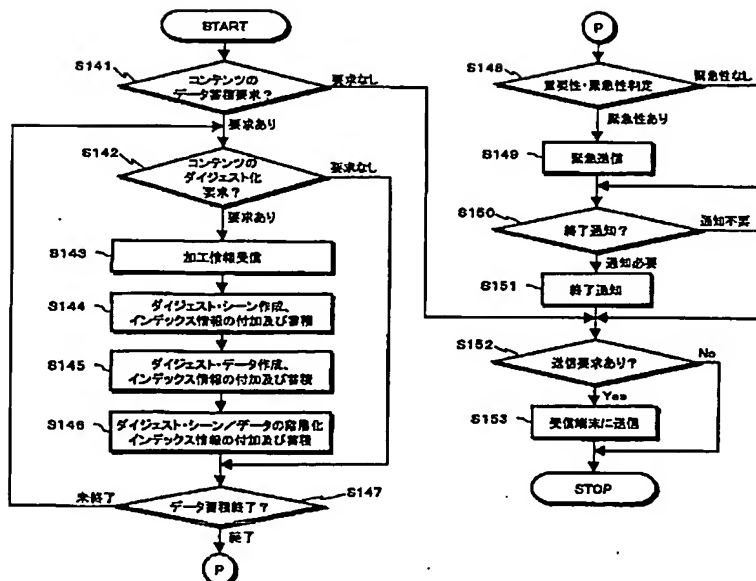 START
S141
コンテンツの
データ蓄積要求？
要求なし
要求あり
S142
コンテンツの
ダイジェスト化
要求？
要求なし
要求あり
S143
加工情報受信
S144
ダイジェスト・シーン作成、
インデックス情報の付加及び蓄積
S145
ダイジェスト・データ作成、
インデックス情報の付加及び蓄積
S146
ダイジェスト・シーン／データの階層化
インデックス情報の付加及び蓄積
未終了
データ蓄積終了？
S147
終了
P
P
S148
重要性・緊急性判定
緊急性なし
緊急性あり
S149
緊急送信
S150
終了通知？
通知不要
通知必要
S151
終了通知
S152
送信要求あり？
No
Yes
S153
受信端末に送信
STOP